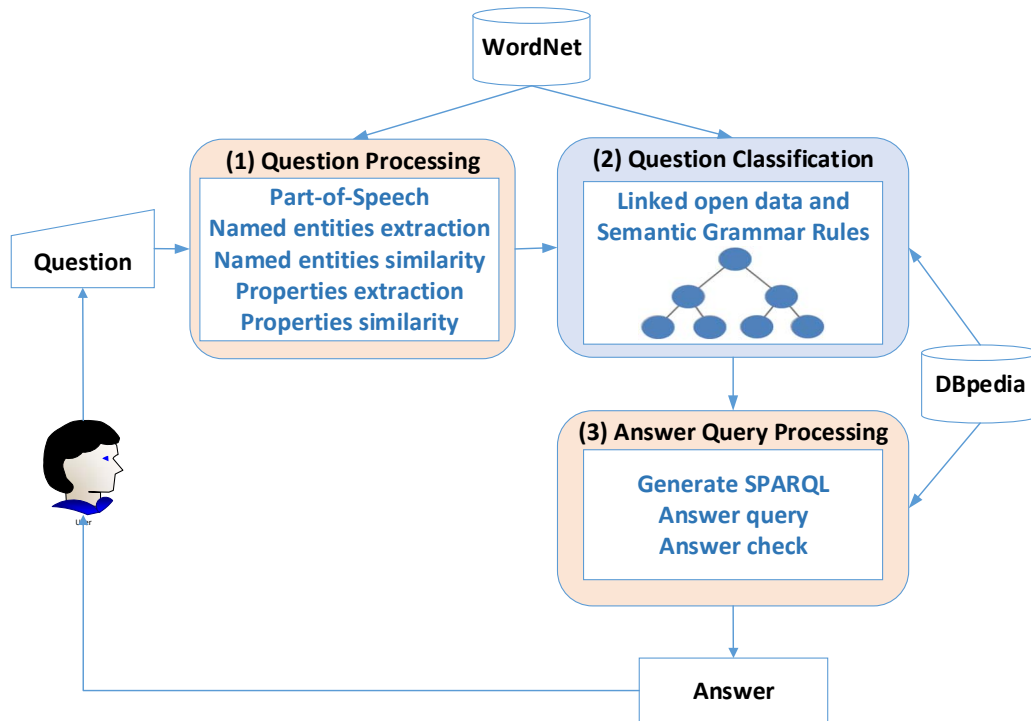 WordNet
(1) Question Processing
Part-of-Speech
Named entities extraction
Named entities similarity
Properties extraction
Properties similarity
(2) Question Classification
Linked open data and
Semantic Grammar Rules
Question
DBpedia
(3) Answer Query Processing
Generate SPARQL
Answer query
Answer check
User
Answer